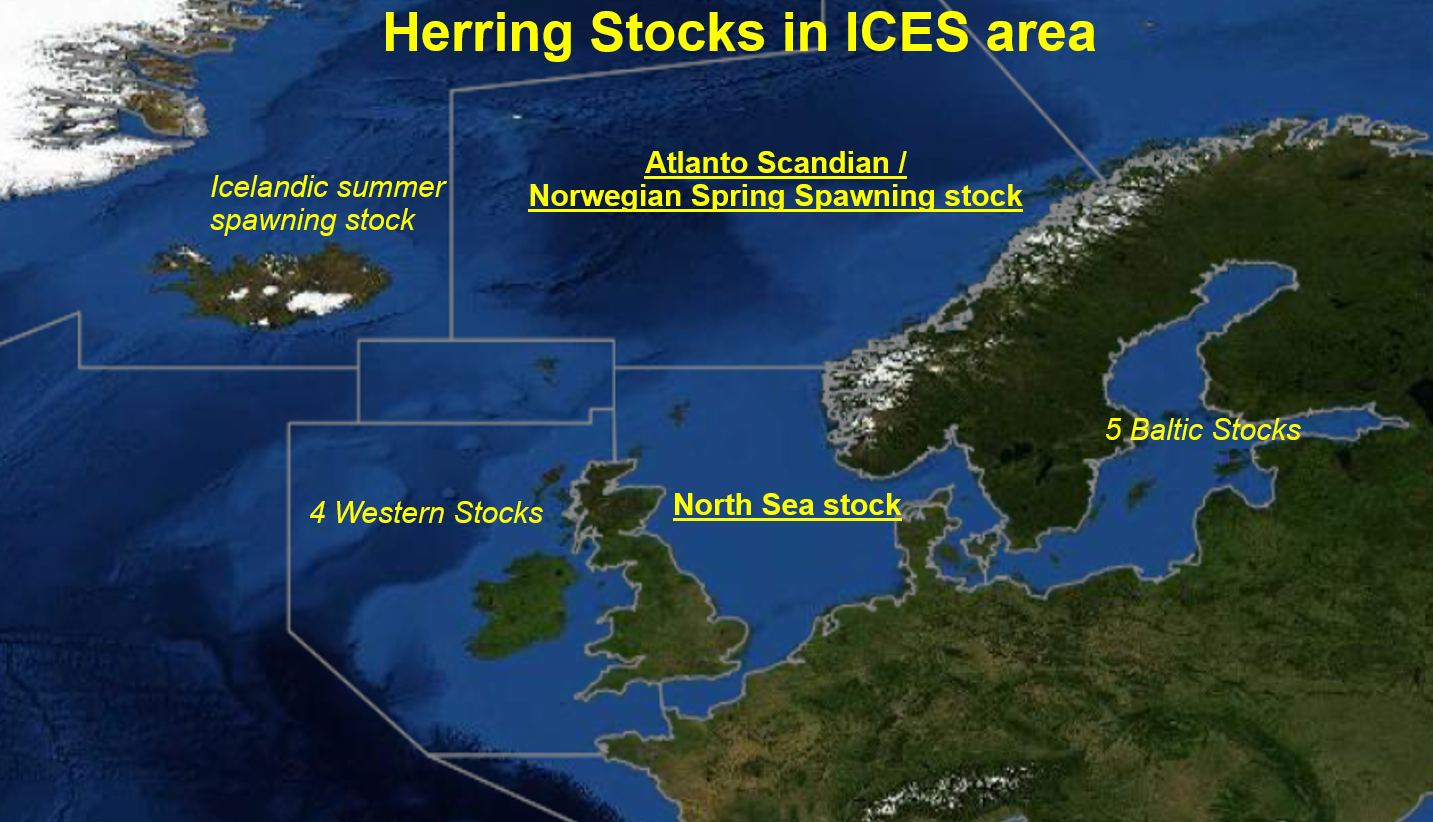 Herring Stocks in ICES area
Atlanto Scandian /
Norwegian Spring Spawning stock
Icelandic summer
spawning stock
5 Baltic Stocks
4 Western Stocks
North Sea stock